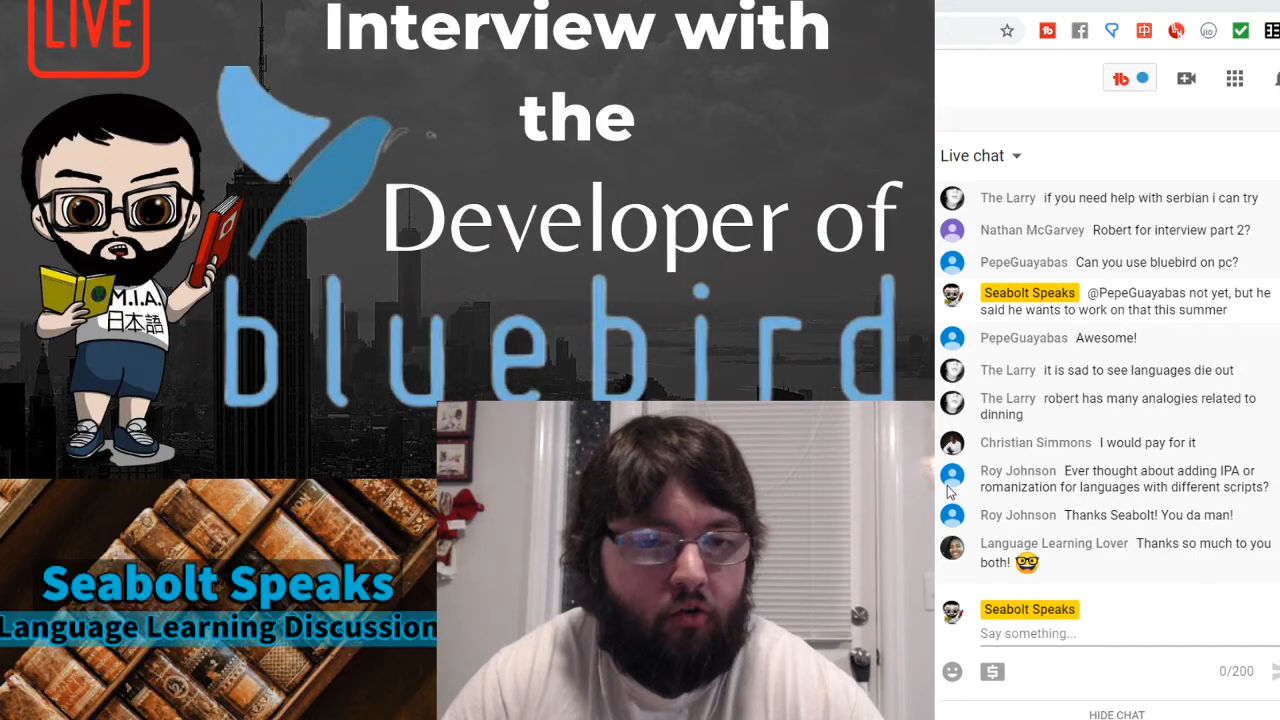 LIVE
Interview with
the
Developer of
bluebird
M.I.A.
日本語
Seabolt Speaks
Language Learning Discussion
Live chat
The Larry if you need help with serbian i can try
Nathan McGarvey Robert for interview part 2?
PepeGuayabas Can you use bluebird on pc?
Seabolt Speaks @PepeGuayabas not yet, but he
said he wants to work on that this summer
PepeGuayabas Awesome!
The Larry it is sad to see languages die out
The Larry robert has many analogies related to
dinning
Christian Simmons I would pay for it
Roy Johnson Ever thought about adding IPA or
romanization for languages with different scripts?
Roy Johnson Thanks Seabolt! You da man!
Language Learning Lover Thanks so much to you
both! 🤓
Seabolt Speaks
Say something...
0/200
HIDE CHAT